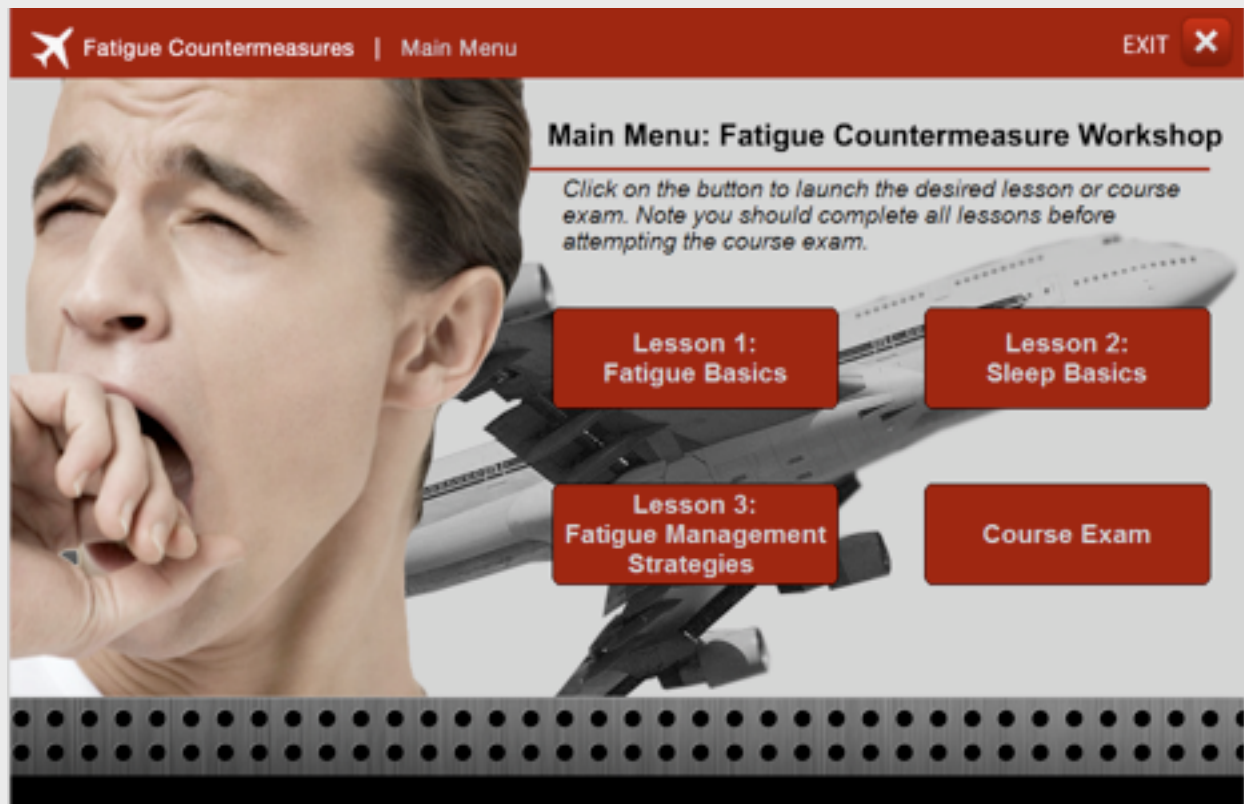 Fatigue Countermeasures | Main Menu
EXIT
Main Menu: Fatigue Countermeasure Workshop
Click on the button to launch the desired lesson or course
exam. Note you should complete all lessons before
attempting the course exam.
Lesson 1:
Fatigue Basics
Lesson 2:
Sleep Basics
Lesson 3:
Fatigue Management
Strategies
Course Exam